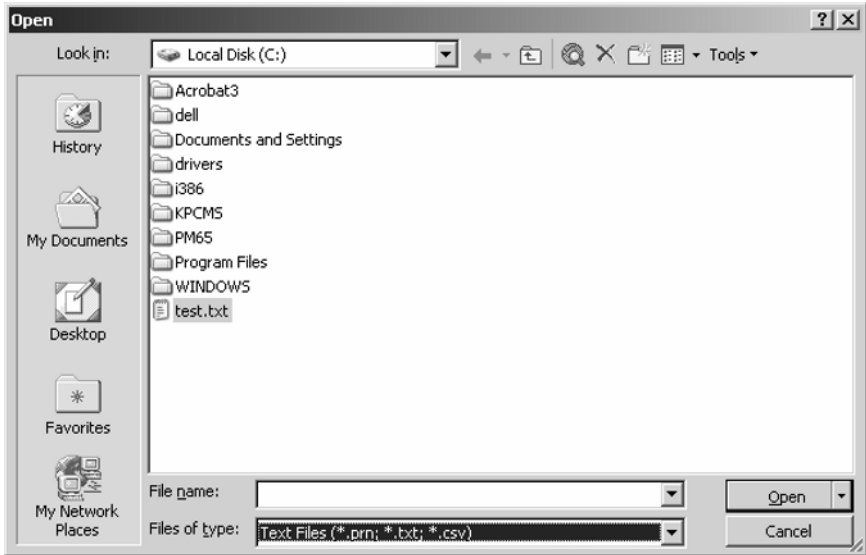 Open
Look in:
Local Disk (C:)
Tools
History
My Documents
Desktop
Favorites
My Network
Places
Acrobat3
dell
Documents and Settings
drivers
i386
KPCMS
PM65
Program Files
WINDOWS
test.txt
File name:
Open
Files of type:
Text Files (*.prn; *.txt; *.csv)
Cancel